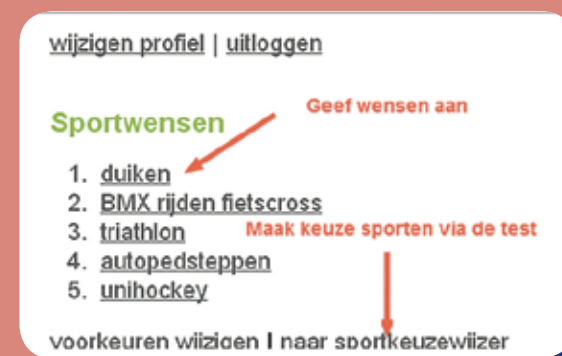 wijzigen profiel | uitloggen
Geef wensen aan
Sportwensen
1. duiken
2. BMX rijden fietscross
3. triathlon
Maak keuze sporten via de test
4. autopedsteppen
5. unihockey
voorkeuren wijzigen | naar sportkeuzewijzer